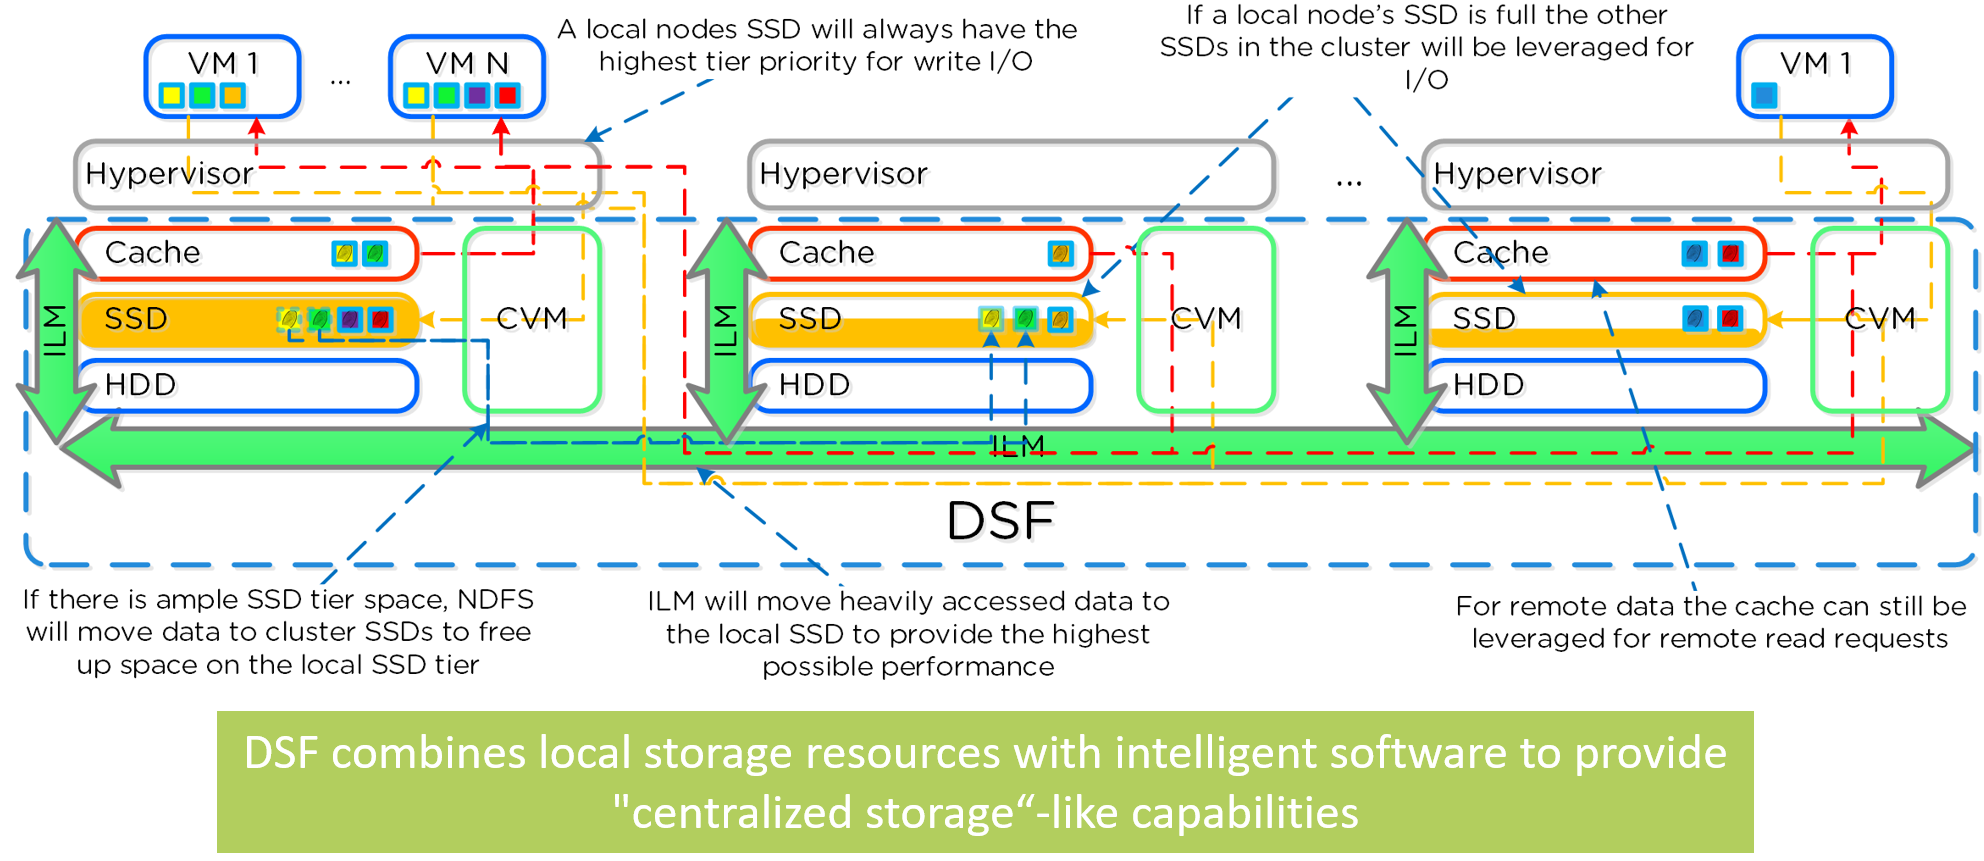 A local nodes SSD will always have the
highest tier priority for write I/O
If a local node's SSD is full the other
SSDs in the cluster will be leveraged for
I/O
VM 1
...
VM N
VM 1
Hypervisor
Hypervisor
...
Hypervisor
ILM
Cache
SSD
HDD
CVM
ILM
Cache
SSD
HDD
CVM
ILM
Cache
SSD
HDD
CVM
ILM
DSF
If there is ample SSD tier space, NDFS
will move data to cluster SSDs to free
up space on the local SSD tier
ILM will move heavily accessed data to
the local SSD to provide the highest
possible performance
For remote data the cache can still be
leveraged for remote read requests
DSF combines local storage resources with intelligent software to provide
"centralized storage“-like capabilities